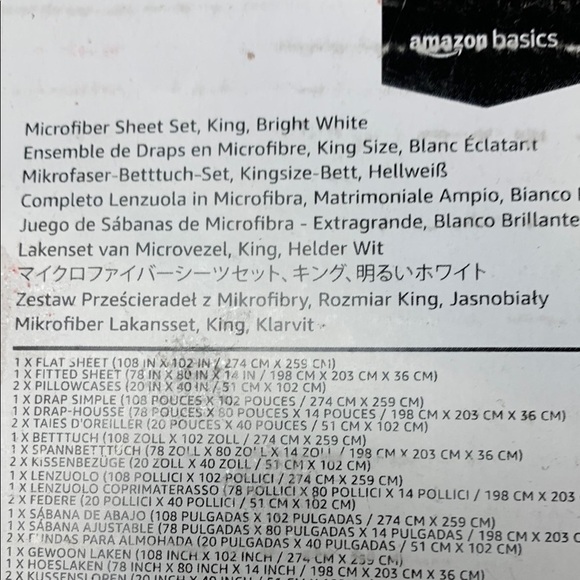 amazon basics
Microfiber Sheet Set, King, Bright White
Ensemble de Draps en Microfibre, King Size, Blanc Éclatant
Mikrofaser-Betttuch-Set, Kingsize-Bett, Hellweiß
Completo Lenzuola in Microfibra, Matrimoniale Ampio, Bianco
Juego de Sábanas de Microfibra - Extragrande, Blanco Brillante
Lakenset van Microvezel, King, Helder Wit
マイクロファイバーシーツセット、キング、明るいホワイト
Zestaw Prześcieradeł z Mikrofibry, Rozmiar King, Jasnobiały
Mikrofiber Lakansset, King, Klarvit
1 X FLAT SHEET (108 IN X 102 IN / 274 CM X 259 CM)
1 X FITTED SHEET (78 IN X 80 IN X 14 IN / 198 CM X 203 CM X 36 CM)
2 X PILLOWCASES (20 IN X 40 IN / 51 CM X 102 CM)
1 X DRAP SIMPLE (108 POUCES X 102 POUCES / 274 CM X 259 CM)
1 X DRAP-HOUSSE (78 POUCES X 80 POUCES X 14 POUCES / 198 CM X 203 CM X 36 CM)
2 X TAIES D'OREILLER (20 POUCES X 40 POUCES / 51 CM X 102 CM)
1 X BETTTUCH (108 ZOLL X 102 ZOLL / 274 CM X 259 CM)
1 X SPANNBETTTUCH (78 ZOLL X 80 ZOLL X 14 ZOLL / 198 CM X 203 CM X 36 CM)
2 X KISSENBEZÜGE (20 ZOLL X 40 ZOLL / 51 CM X 102 CM)
1 X LENZUOLO (108 POLLICI X 102 POLLICI / 274 CM X 259 CM)
1 X LENZUOLO COPRIMATERASSO (78 POLLICI X 80 POLLICI X 14 POLLICI / 198 CM X 203
2 X FEDERE (20 POLLICI X 40 POLLICI / 51 CM X 102 CM)
1 X SÁBANA DE ABAJO (108 PULGADAS X 102 PULGADAS / 274 CM X 259 CM)
1 X SÁBANA AJUSTABLE (78 PULGADAS X 80 PULGADAS X 14 PULGADAS / 198 CM X 203 C
2 X FUNDAS PARA ALMOHADA (20 PULGADAS X 40 PULGADAS / 51 CM X 102 CM)
1 X GEWOON LAKEN (108 INCH X 102 INCH / 274 CM X 259 CM)
1 X HOESLAKEN (78 INCH X 80 INCH X 14 INCH / 198 CM X 203 CM X 36 CM)
2 X KUSSENSLOPEN (20 INCH X 40 INCH / 51